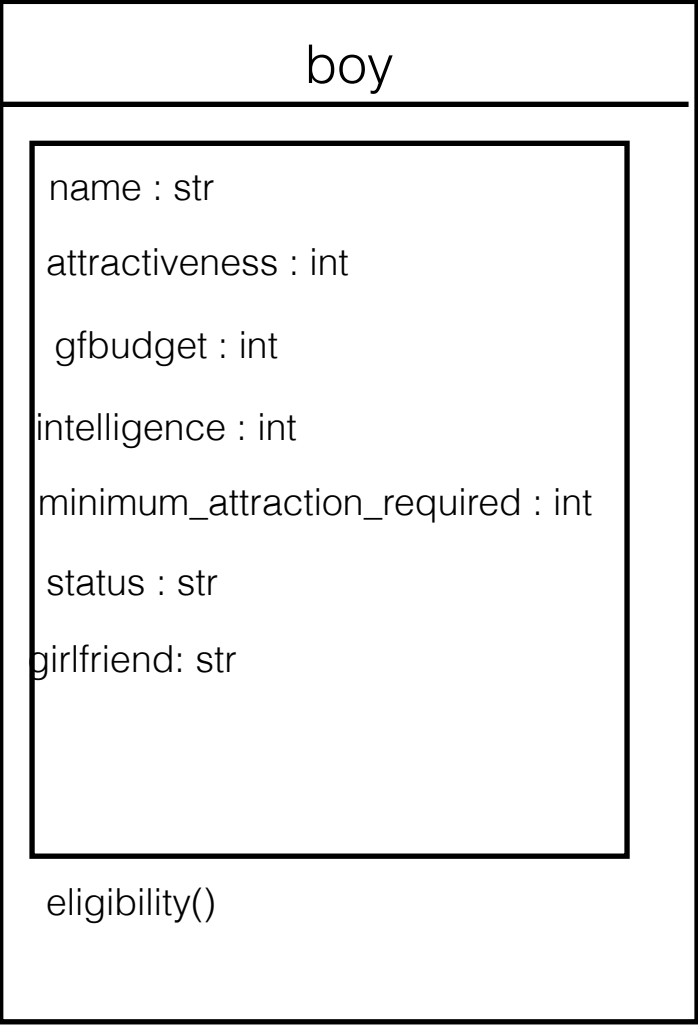 boy
name : str
attractiveness : int
gfbudget : int
intelligence : int
minimum_attraction_required : int
status : str
girlfriend: str
eligibility()